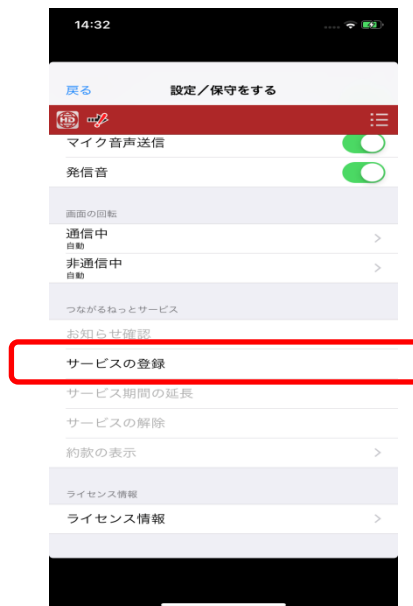 14:32
戻る 設定/保守をする
HD
マイク音声送信
発信音
画面の回転
通信中
自動
非通信中
自動
つながるねっとサービス
お知らせ確認
サービスの登録
サービス期間の延長
サービスの解除
約款の表示
ライセンス情報
ライセンス情報